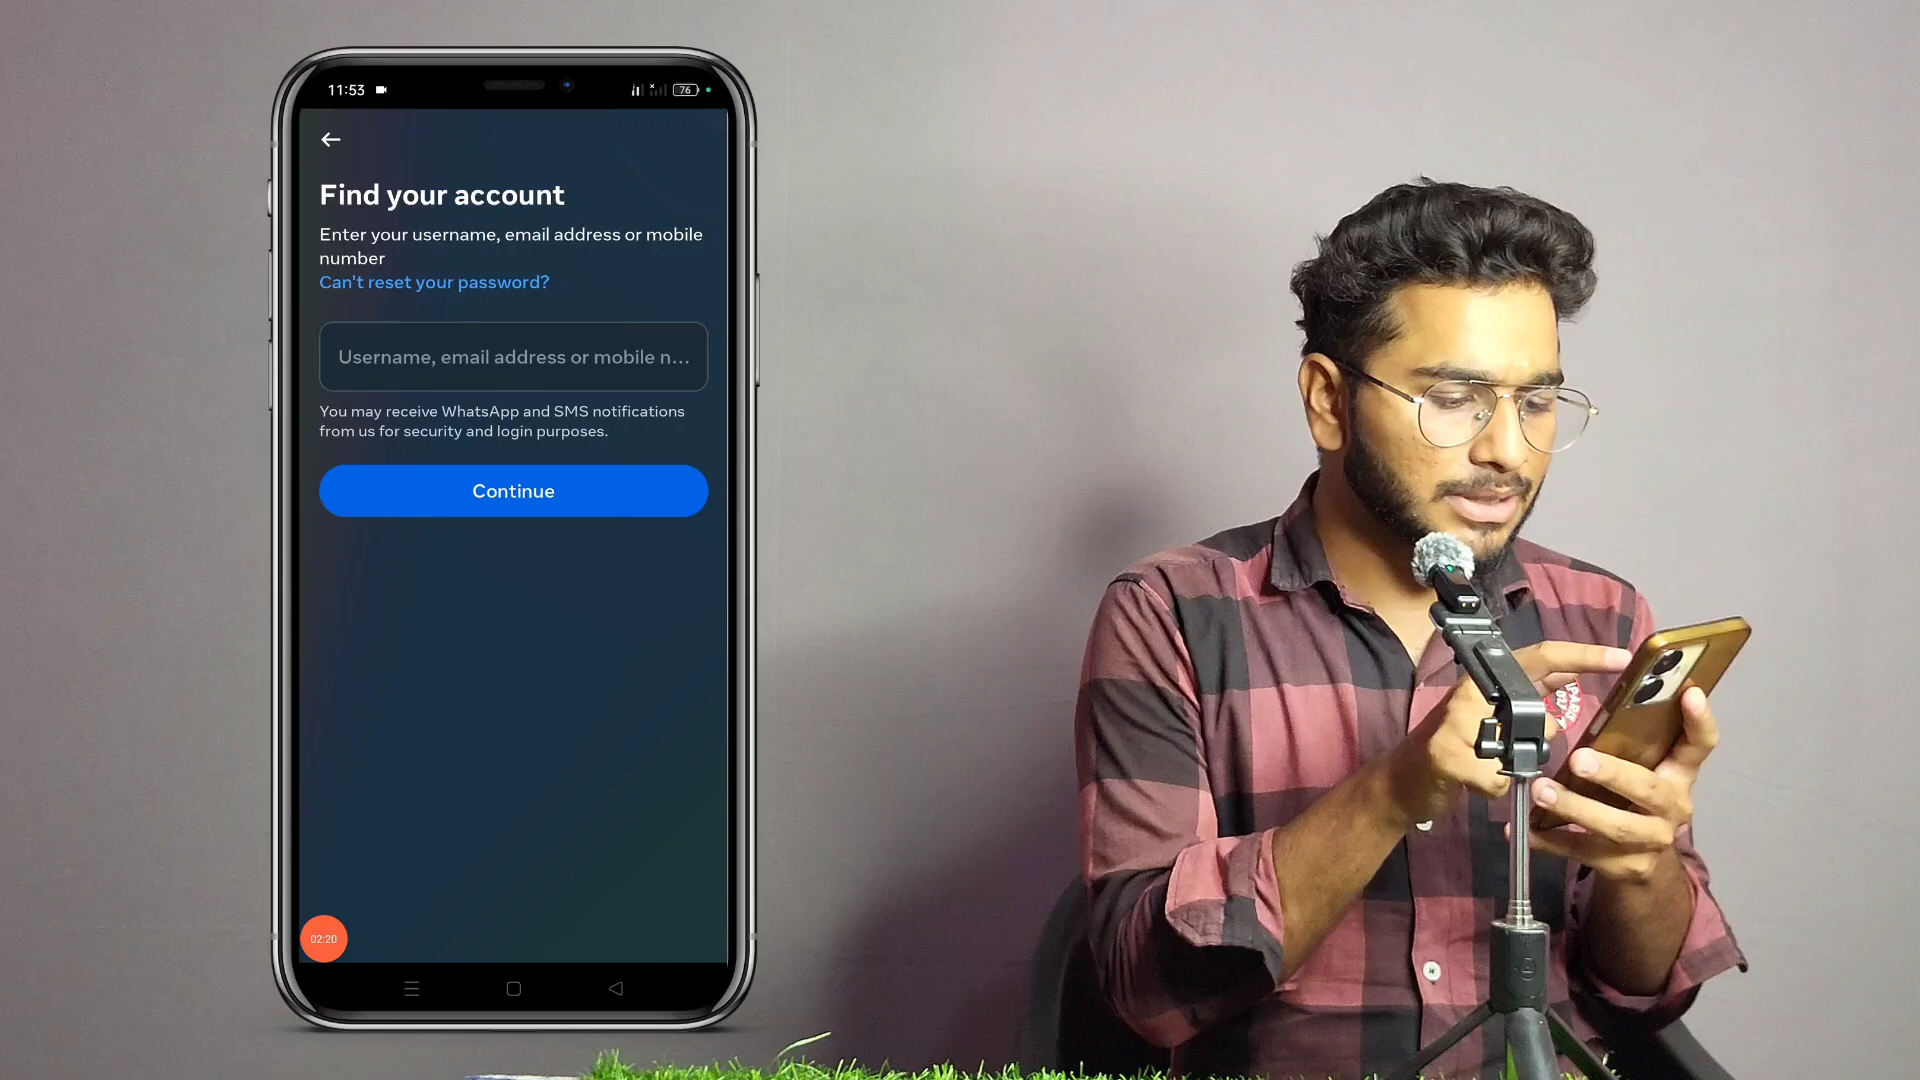 11:53
76
Find your account
Enter your username, email address or mobile
number
Can't reset your password?
Username, email address or mobile n...
You may receive WhatsApp and SMS notifications
from us for security and login purposes.
Continue
02:20